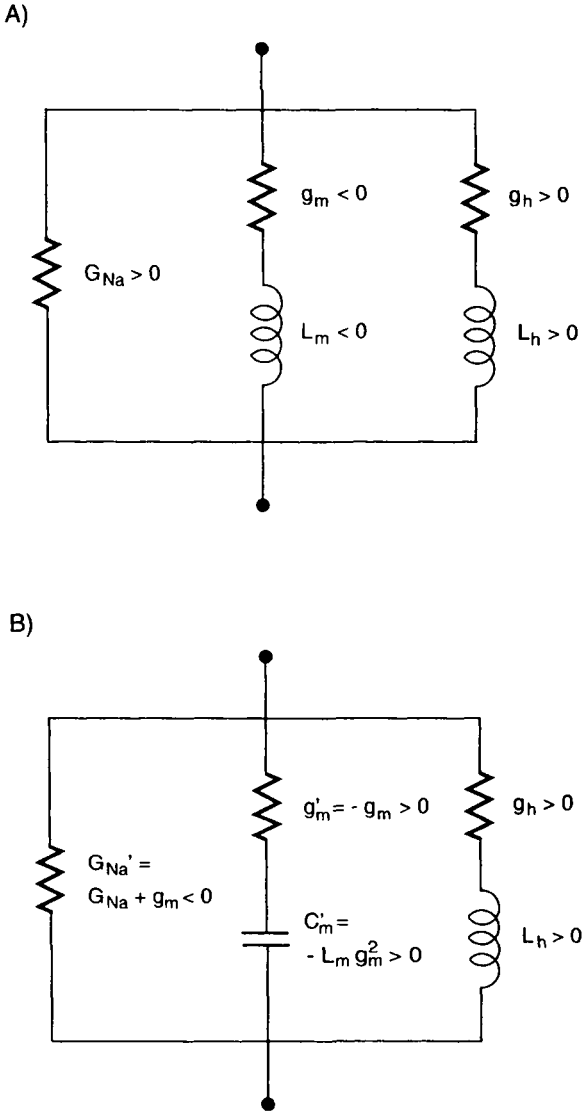 A)
g_m < 0
g_h > 0
G_Na > 0
L_m < 0
L_h > 0
B)
g'_m = - g_m > 0
g_h > 0
G_Na' =
G_Na + g_m < 0
C'_m =
- L_m g_m^2 > 0
L_h > 0